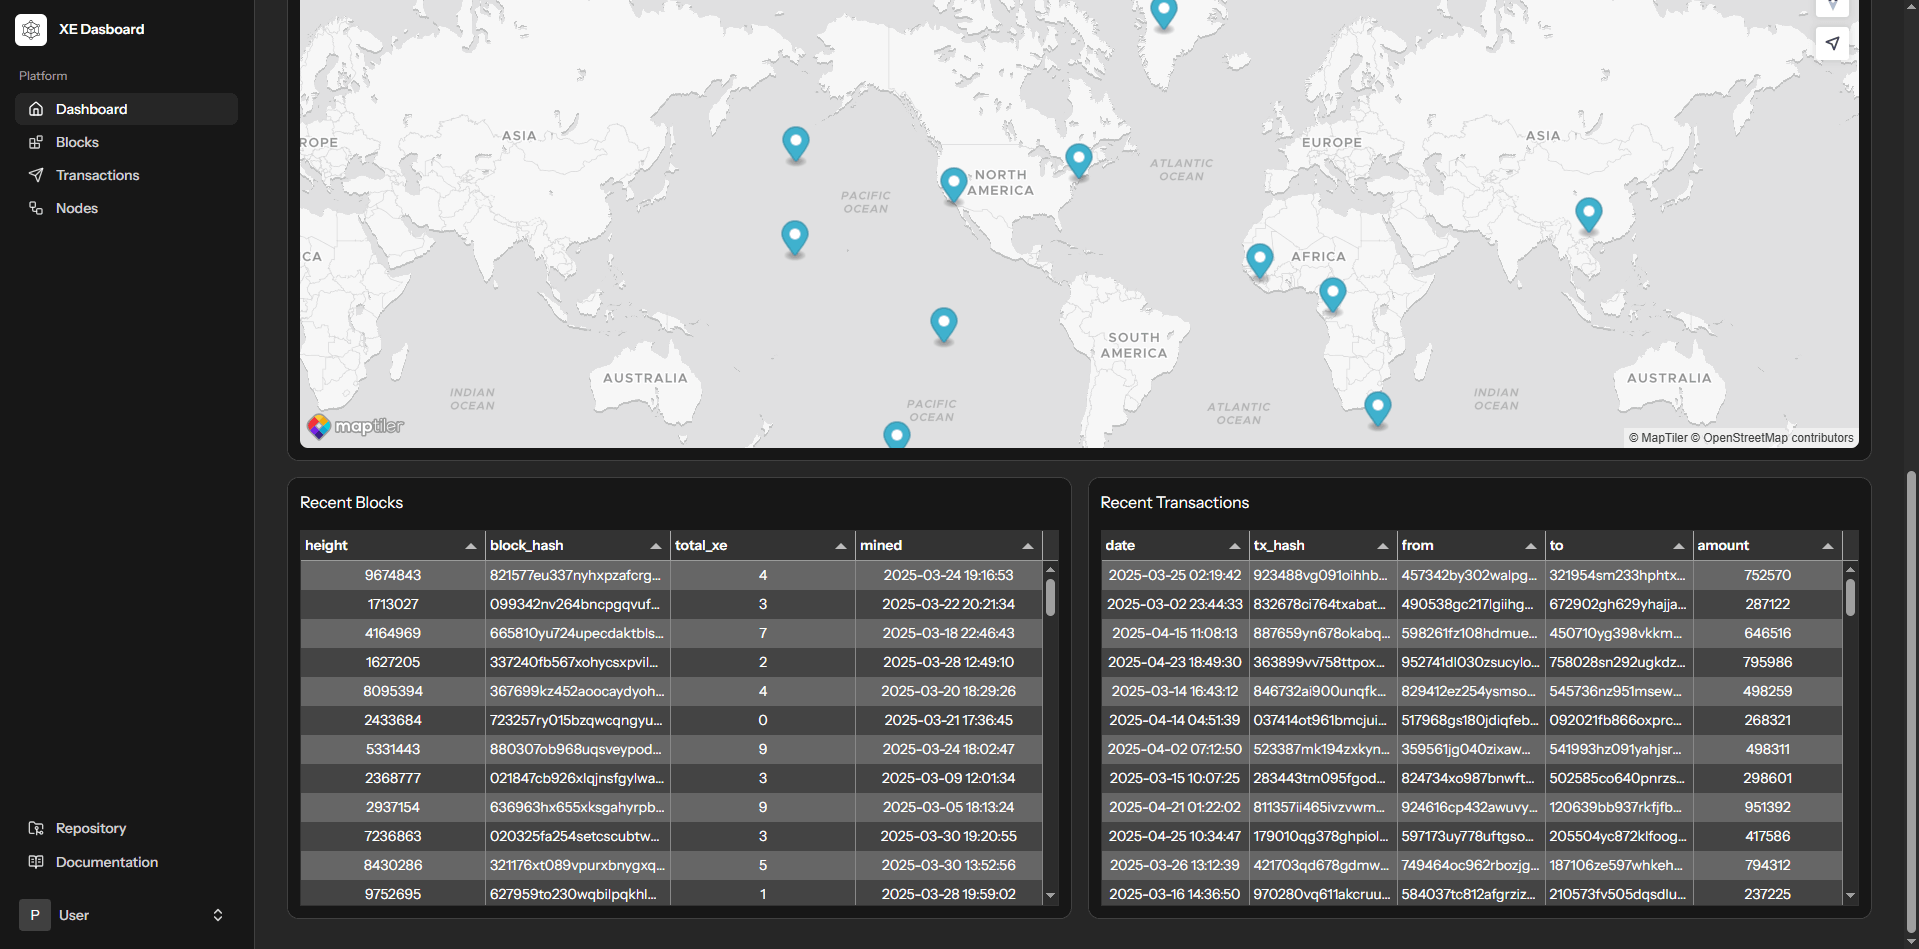 XE Dasboard
Platform
Dashboard
Blocks
Transactions
Nodes
Repository
Documentation
P User
ROPE
ASIA
CA
PACIFIC
OCEAN
NORTH
AMERICA
ATLANTIC
OCEAN
EUROPE
ASIA
AFRICA
SOUTH
AMERICA
AUSTRALIA
INDIAN
OCEAN
PACIFIC
OCEAN
ATLANTIC
OCEAN
INDIAN
OCEAN
AUSTRALIA
maptiler
© MapTiler © OpenStreetMap contributors
Recent Blocks
height block_hash total_xe mined
9674843 821577eu337nyhxpzafcrg... 4 2025-03-24 19:16:53
1713027 099342nv264bncpgqvuf... 3 2025-03-22 20:21:34
4164969 665810yu724upecdaktbls... 7 2025-03-18 22:46:43
1627205 337240fb567xohycsxpvil... 2 2025-03-28 12:49:10
8095394 367699kz452aoocaydyoh... 4 2025-03-20 18:29:26
2433684 723257ry015bzqwcqngyu... 0 2025-03-21 17:36:45
5331443 880307ob968uqsveypod... 9 2025-03-24 18:02:47
2368777 021847cb926xlqjnsfgylwa... 3 2025-03-09 12:01:34
2937154 636963hx655xksgahyrpb... 9 2025-03-05 18:13:24
7236863 020325fa254setcscubtw... 3 2025-03-30 19:20:55
8430286 321176xt089vpurxbnygxq... 5 2025-03-30 13:52:56
9752695 627959to230wqbilpqkhl... 1 2025-03-28 19:59:02
Recent Transactions
date tx_hash from to amount
2025-03-25 02:19:42 923488vg091oihhb... 457342by302walpg... 321954sm233hphtx... 752570
2025-03-02 23:44:33 832678ci764txabat... 490538gc217lgiihg... 672902gh629yhajja... 287122
2025-04-15 11:08:13 887659yn678okabq... 598261fz108hdmue... 450710yg398vkkm... 646516
2025-04-23 18:49:30 363899vv758ttpox... 952741dl030zsucylo... 758028sn292ugkdz... 795986
2025-03-14 16:43:12 846732ai900unqfk... 829412ez254ysmso... 545736nz951msew... 498259
2025-04-14 04:51:39 037414ot961bmcjui... 517968gs180jdiqfeb... 092021fb866oxprc... 268321
2025-04-02 07:12:50 523387mk194zxkyn... 359561jg040zixaw... 541993hz091yahjsr... 498311
2025-03-15 10:07:25 283443tm095fgod... 824734xo987bnwft... 502585co640pnrzs... 298601
2025-04-21 01:22:02 811357ii465ivzvwm... 924616cp432awuvy... 120639bb937rkfjfb... 951392
2025-04-25 10:34:47 179010qg378ghpiol... 597173uy778uftgso... 205504yc872klfoog... 417586
2025-03-26 13:12:39 421703qd678gdmw... 749464oc962rbozjg... 187106ze597whkeh... 794312
2025-03-16 14:36:50 970280vq611akcruu... 584037tc812afgrziz... 210573fv505dqsdlu... 237225